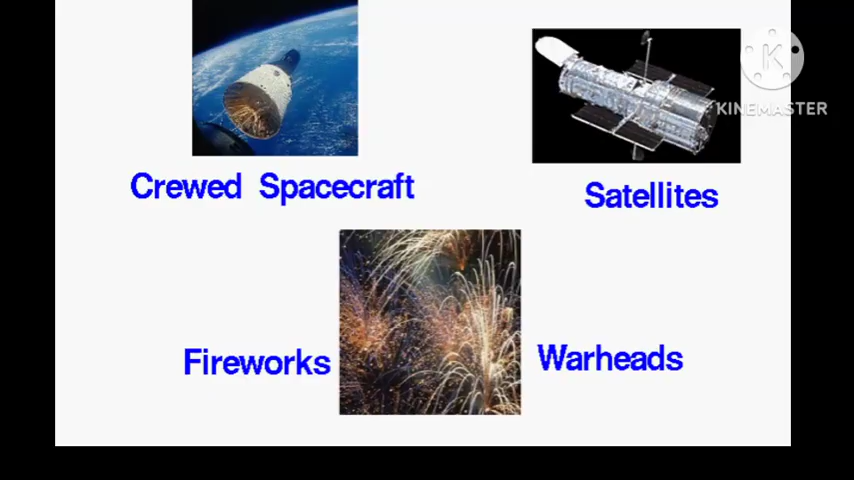 K
KINEMASTER
Crewed Spacecraft
Satellites
Fireworks
Warheads